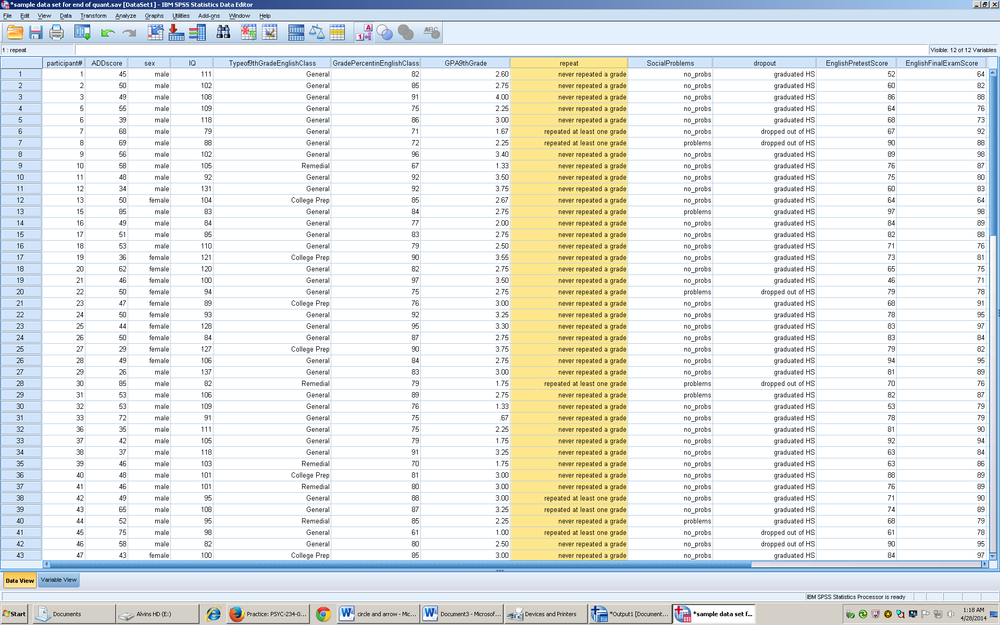 *sample data set for end of quant.sav [DataSet1] - IBM SPSS Statistics Data Editor
File Edit View Data Transform Analyze Graphs Utilities Add-ons Window Help
1 : repeat Visible: 12 of 12 Variables
participant# ADDscore sex IQ Typeof9thGradeEnglishClass GradePercentinEnglishClass GPA9thGrade repeat SocialProblems dropout EnglishPretestScore EnglishFinalExamScore
1 1 45 male 111 General 82 2.60 never repeated a grade no_probs graduated HS 52 64
2 2 50 male 102 General 85 2.75 never repeated a grade no_probs graduated HS 60 82
3 3 49 male 108 General 91 4.00 never repeated a grade no_probs graduated HS 86 88
4 5 55 male 109 General 75 2.25 never repeated a grade no_probs graduated HS 64 76
5 6 39 male 118 General 86 3.00 never repeated a grade no_probs graduated HS 68 73
6 7 68 male 79 General 71 1.67 repeated at least one grade no_probs dropped out of HS 67 92
7 8 69 male 88 General 72 2.25 repeated at least one grade problems dropped out of HS 90 88
8 9 56 male 102 General 96 3.40 never repeated a grade no_probs graduated HS 89 98
9 10 58 male 105 Remedial 67 1.33 never repeated a grade no_probs graduated HS 76 87
10 11 48 male 92 General 92 3.50 never repeated a grade no_probs graduated HS 75 80
11 12 34 male 131 General 92 3.75 never repeated a grade no_probs graduated HS 60 83
12 13 50 female 104 College Prep 85 2.67 never repeated a grade no_probs graduated HS 64 64
13 15 85 male 83 General 84 2.75 never repeated a grade problems graduated HS 97 98
14 16 49 male 84 General 77 2.00 never repeated a grade no_probs graduated HS 84 89
15 17 51 male 85 General 83 2.75 never repeated a grade no_probs graduated HS 82 88
16 18 53 male 110 General 79 2.50 never repeated a grade no_probs graduated HS 71 76
17 19 36 female 121 College Prep 90 3.55 never repeated a grade no_probs graduated HS 73 81
18 20 62 female 120 General 82 2.75 never repeated a grade no_probs graduated HS 65 75
19 21 46 female 100 General 97 3.50 never repeated a grade no_probs graduated HS 46 71
20 22 50 female 94 General 75 2.75 never repeated a grade problems dropped out of HS 79 78
21 23 47 female 89 College Prep 76 3.00 never repeated a grade no_probs graduated HS 68 91
22 24 50 female 93 General 92 3.25 never repeated a grade no_probs graduated HS 78 95
23 25 44 female 128 General 95 3.30 never repeated a grade no_probs graduated HS 83 97
24 26 50 female 84 General 87 2.75 never repeated a grade no_probs graduated HS 83 84
25 27 29 female 127 College Prep 90 3.75 never repeated a grade no_probs graduated HS 79 82
26 28 49 female 106 General 84 2.75 never repeated a grade no_probs graduated HS 94 95
27 29 26 male 137 General 83 3.00 never repeated a grade no_probs graduated HS 81 89
28 30 85 male 82 Remedial 79 1.75 repeated at least one grade problems dropped out of HS 70 76
29 31 53 male 106 General 89 2.75 never repeated a grade problems graduated HS 82 87
30 32 53 male 109 General 76 1.33 never repeated a grade no_probs graduated HS 53 79
31 33 72 male 91 General 75 .67 never repeated a grade no_probs graduated HS 78 79
32 36 35 male 111 General 75 2.25 never repeated a grade no_probs graduated HS 81 90
33 37 42 male 105 General 79 1.75 never repeated a grade no_probs graduated HS 92 94
34 38 37 male 118 General 91 3.25 never repeated a grade no_probs graduated HS 63 84
35 39 46 male 103 Remedial 70 1.75 never repeated a grade no_probs graduated HS 63 86
36 40 48 male 101 College Prep 81 3.00 never repeated a grade no_probs graduated HS 88 89
37 41 46 male 101 Remedial 80 3.00 never repeated a grade no_probs graduated HS 76 89
38 42 49 male 95 General 88 3.00 repeated at least one grade no_probs graduated HS 71 90
39 43 65 male 108 General 87 3.25 repeated at least one grade no_probs graduated HS 74 89
40 44 52 male 95 Remedial 85 2.25 never repeated a grade problems graduated HS 68 79
41 45 75 male 98 General 61 1.00 repeated at least one grade no_probs dropped out of HS 61 78
42 46 58 male 82 General 80 2.50 never repeated a grade no_probs dropped out of HS 90 95
43 47 43 female 100 College Prep 85 3.00 never repeated a grade no_probs graduated HS 84 97
Data View Variable View
IBM SPSS Statistics Processor is ready
Start Documents Alvins HD (E:) Practice: PSYC-234-0... circle and arrow - Mic... Document3 - Microsof... Devices and Printers *Output1 [Document... *sample data set f... 1:18 AM
4/28/2014